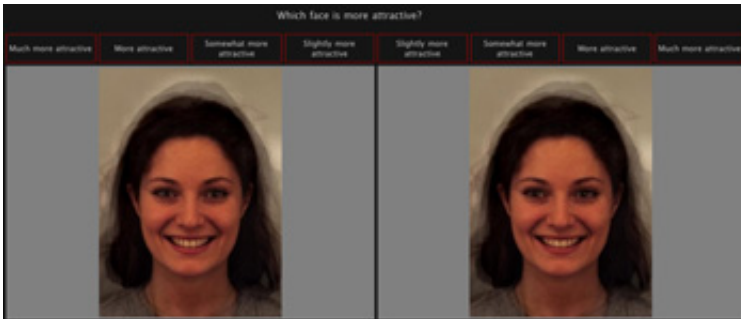 Which face is more attractive?
Much more attractive
More attractive
Somewhat more
attractive
Slightly more
attractive
Slightly more
attractive
Somewhat more
attractive
More attractive
Much more attractive